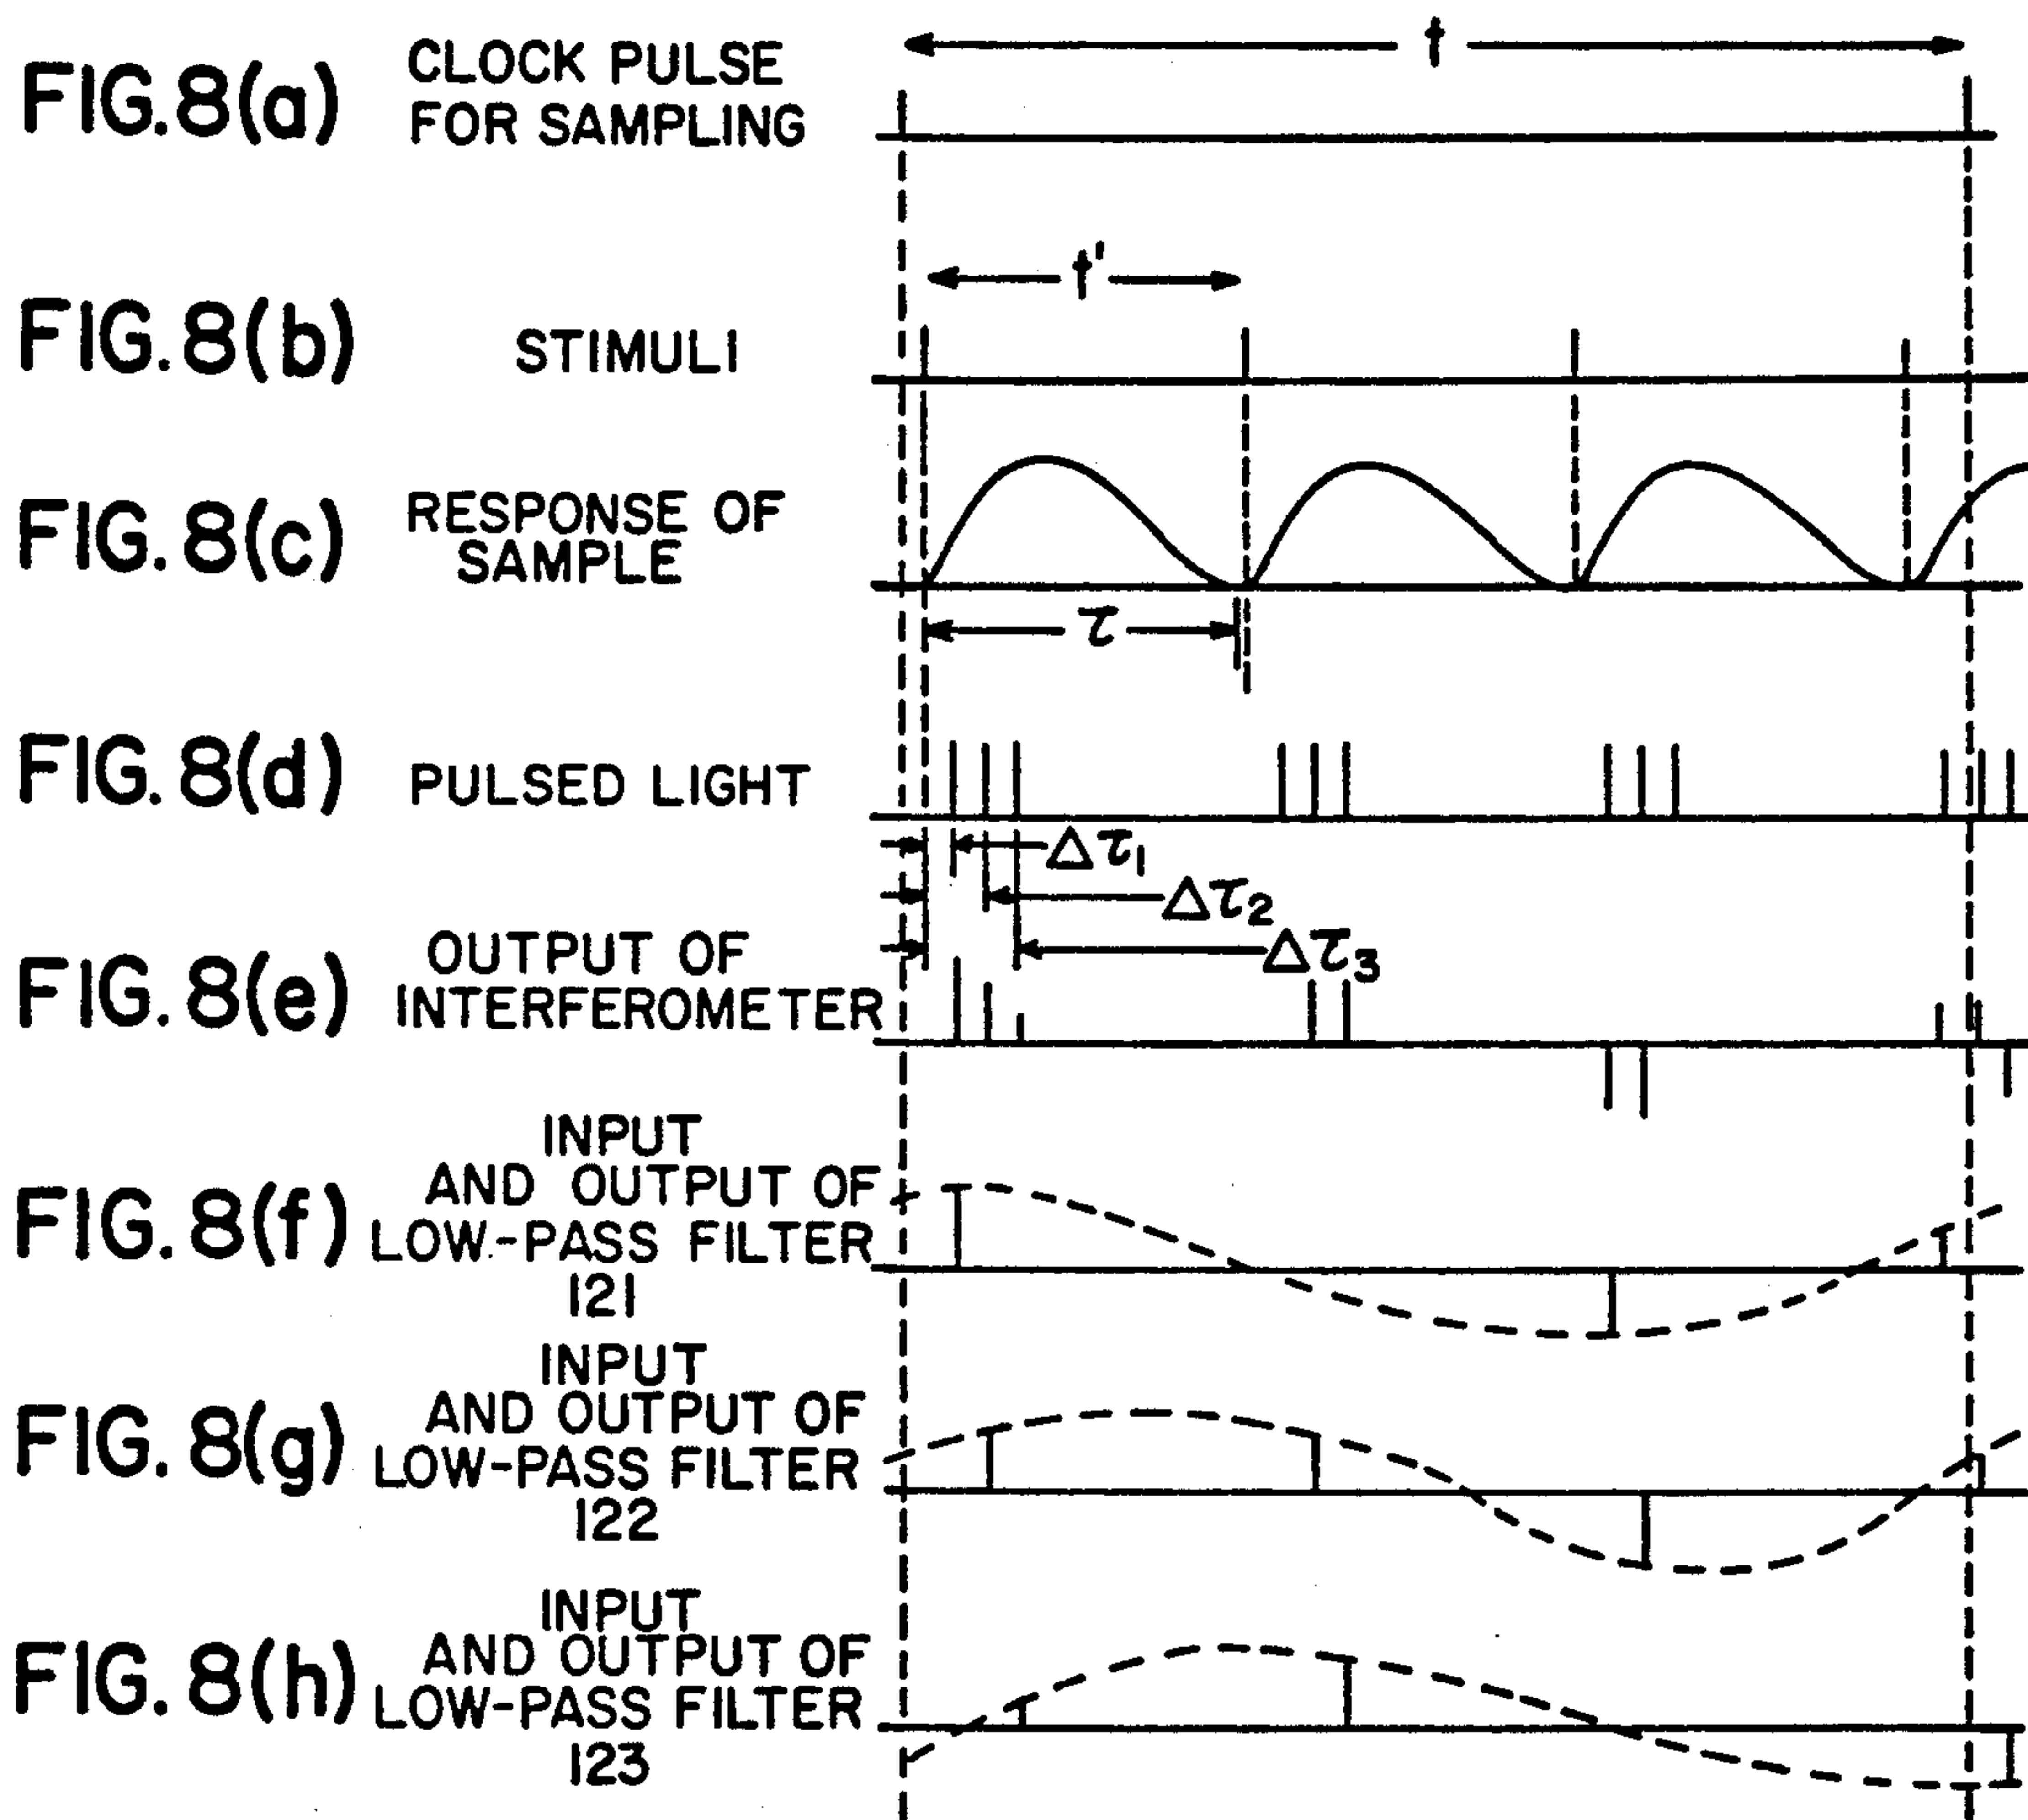 FIG. 8(a)
CLOCK PULSE
FOR SAMPLING
t
FIG. 8(b)
STIMULI
t'
FIG. 8(c)
RESPONSE OF
SAMPLE
τ
FIG. 8(d)
PULSED LIGHT
Δτ1
Δτ2
Δτ3
FIG. 8(e)
OUTPUT OF
INTERFEROMETER
FIG. 8(f)
INPUT
AND OUTPUT OF
LOW-PASS FILTER
121
FIG. 8(g)
INPUT
AND OUTPUT OF
LOW-PASS FILTER
122
FIG. 8(h)
INPUT
AND OUTPUT OF
LOW-PASS FILTER
123